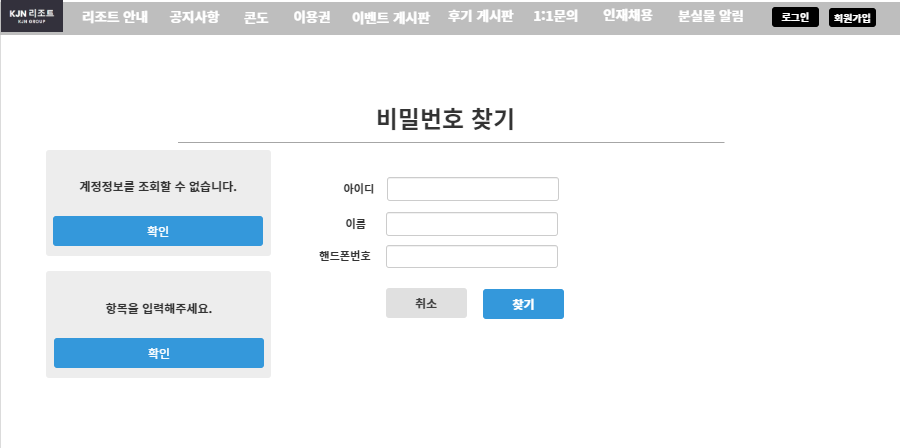 KJN 리조트
KJN GROUP
리조트 안내 공지사항 콘도 이용권 이벤트 게시판 후기 게시판 1:1문의 인재채용 분실물 알림 로그인 회원가입
비밀번호 찾기
계정정보를 조회할 수 없습니다.
확인
항목을 입력해주세요.
확인
아이디
이름
핸드폰번호
취소 찾기